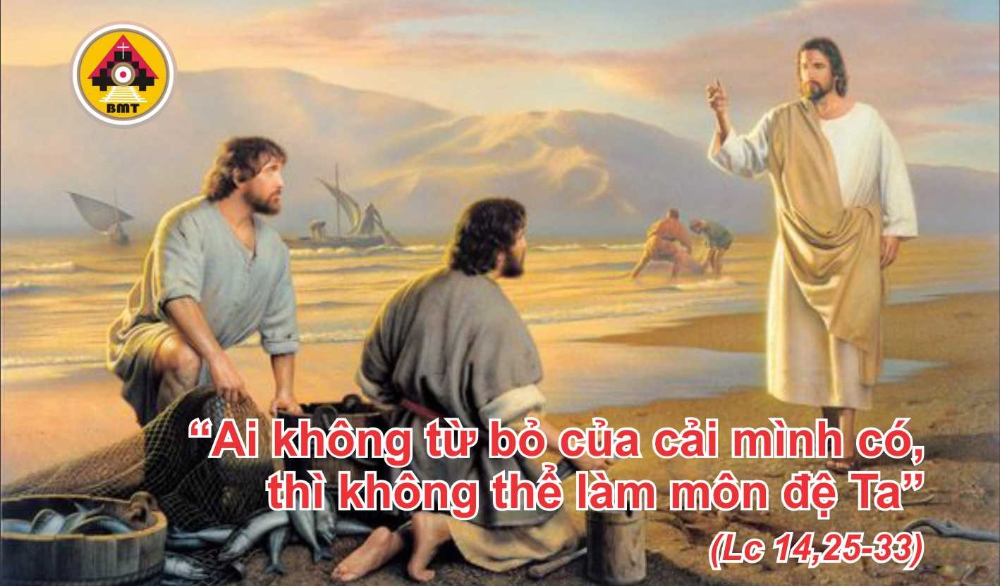 BMT
“Ai không từ bỏ của cải mình có,
thì không thể làm môn đệ Ta”
(Lc 14,25-33)